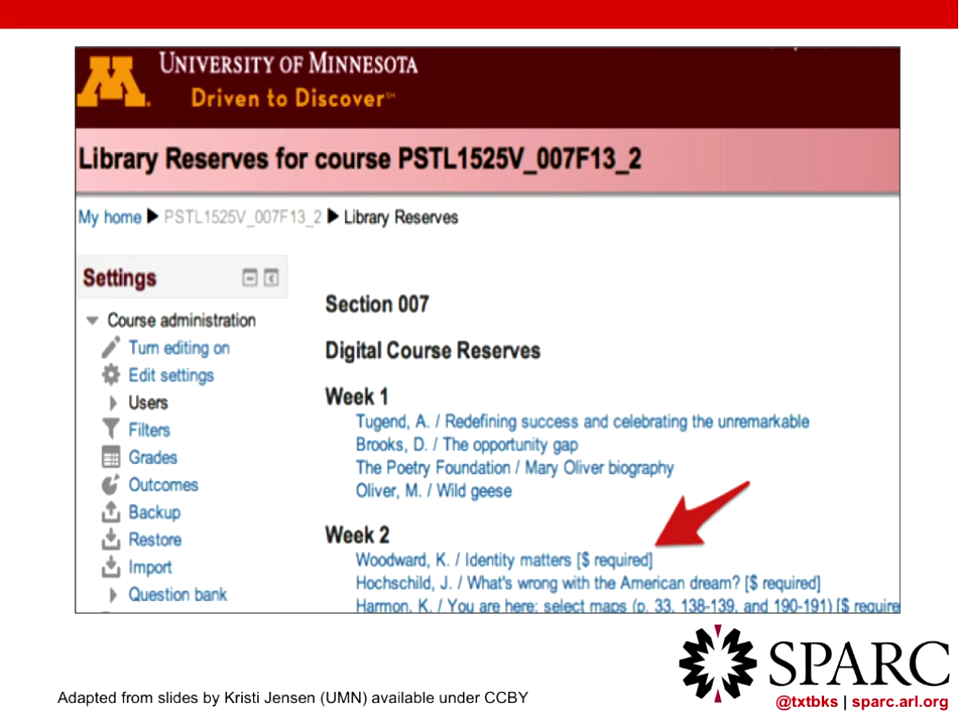 UNIVERSITY OF MINNESOTA
Driven to Discover℠
Library Reserves for course PSTL1525V_007F13_2
My home ▶ PSTL1525V_007F13_2 ▶ Library Reserves
Settings
Course administration
Turn editing on
Edit settings
Users
Filters
Grades
Outcomes
Backup
Restore
Import
Question bank
Section 007
Digital Course Reserves
Week 1
Tugend, A. / Redefining success and celebrating the unremarkable
Brooks, D. / The opportunity gap
The Poetry Foundation / Mary Oliver biography
Oliver, M. / Wild geese
Week 2
Woodward, K. / Identity matters [$ required]
Hochschild, J. / What's wrong with the American dream? [$ required]
Harmon, K. / You are here: select maps (p. 33, 138-139, and 190-191) [$ require
SPARC
Adapted from slides by Kristi Jensen (UMN) available under CCBY
@txtbks | sparc.arl.org